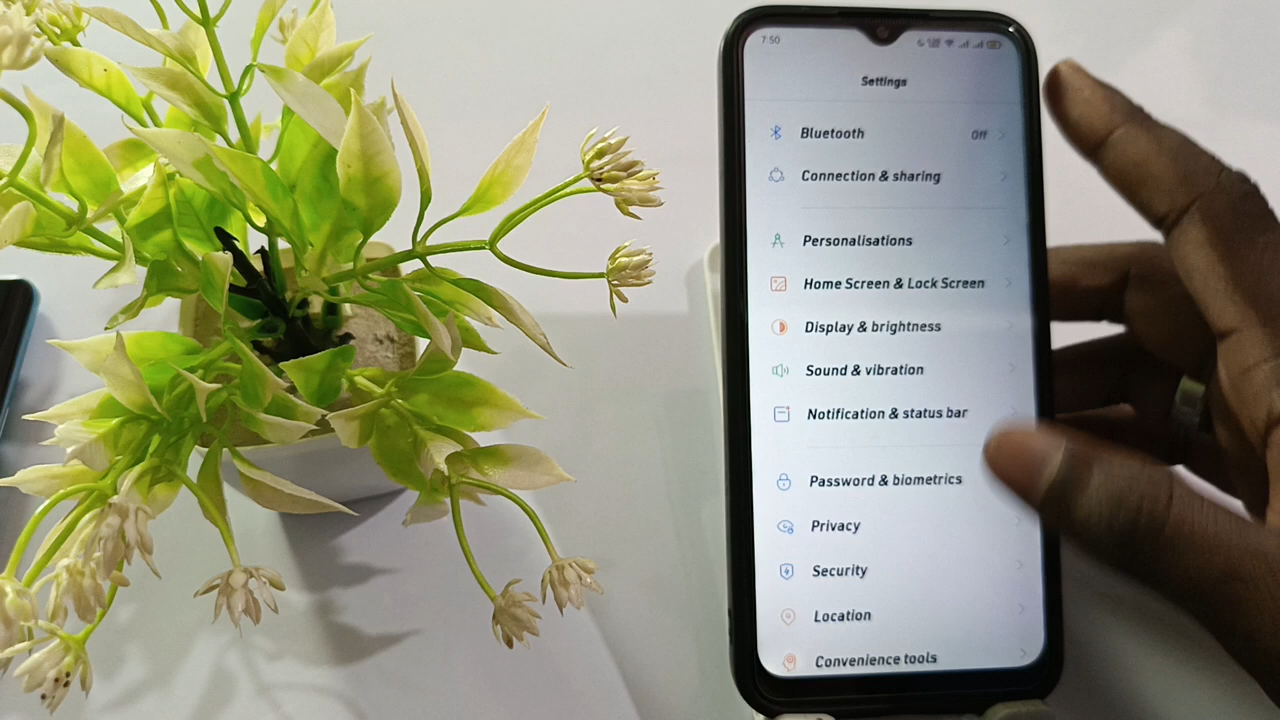 7:50
Settings
Bluetooth Off
Connection & sharing
Personalisations
Home Screen & Lock Screen
Display & brightness
Sound & vibration
Notification & status bar
Password & biometrics
Privacy
Security
Location
Convenience tools